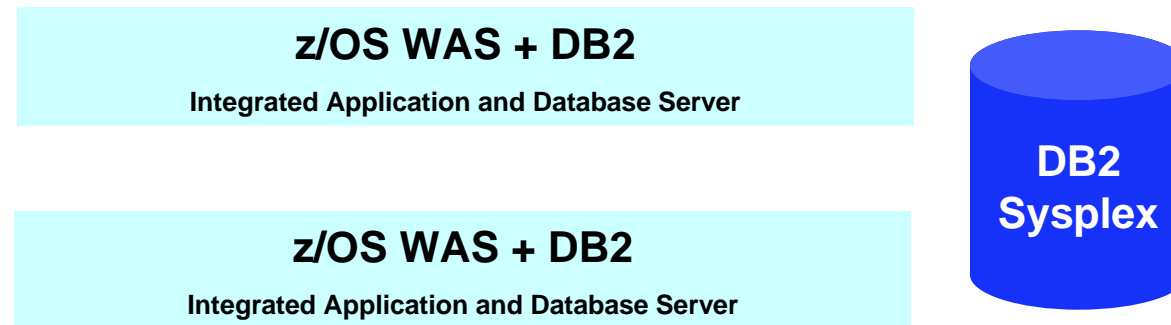 z/OS WAS + DB2
Integrated Application and Database Server
DB2
Sysplex
z/OS WAS + DB2
Integrated Application and Database Server